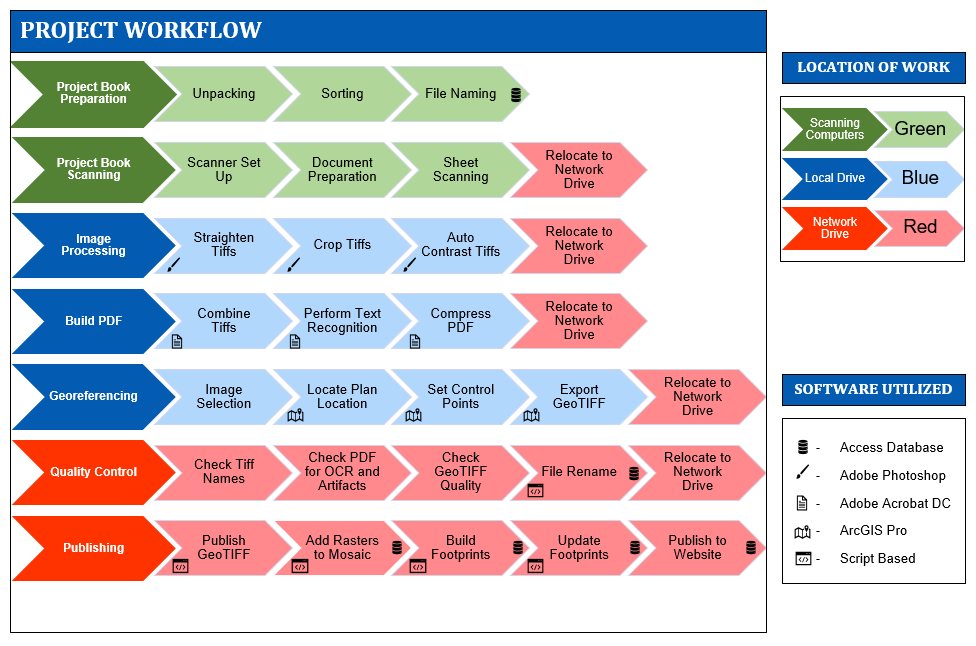 PROJECT WORKFLOW
Project Book
Preparation
Unpacking
Sorting
File Naming
Project Book
Scanning
Scanner Set
Up
Document
Preparation
Sheet
Scanning
Relocate to
Network
Drive
Image
Processing
Straighten
Tiffs
Crop Tiffs
Auto
Contrast Tiffs
Relocate to
Network
Drive
Build PDF
Combine
Tiffs
Perform Text
Recognition
Compress
PDF
Relocate to
Network
Drive
Georeferencing
Image
Selection
Locate Plan
Location
Set Control
Points
Export
GeoTIFF
Relocate to
Network
Drive
Quality Control
Check Tiff
Names
Check PDF
for OCR and
Artifacts
Check
GeoTIFF
Quality
File Rename
Relocate to
Network
Drive
Publishing
Publish
GeoTIFF
Add Rasters
to Mosaic
Build
Footprints
Update
Footprints
Publish to
Website
LOCATION OF WORK
Scanning
Computers
Green
Local Drive
Blue
Network
Drive
Red
SOFTWARE UTILIZED
- Access Database
- Adobe Photoshop
- Adobe Acrobat DC
- ArcGIS Pro
- Script Based